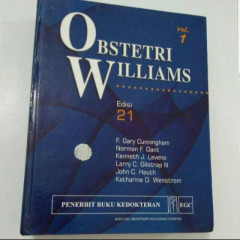 OBSTETRI
WILLIAMS
vol. 1
Edisi
21
F. Gary Cunningham
Norman F. Gant
Kenneth J. Leveno
Larry C. Gilstrap III
John C. Hauth
Katharine D. Wenstrom
PENERBIT BUKU KEDOKTERAN
EGC